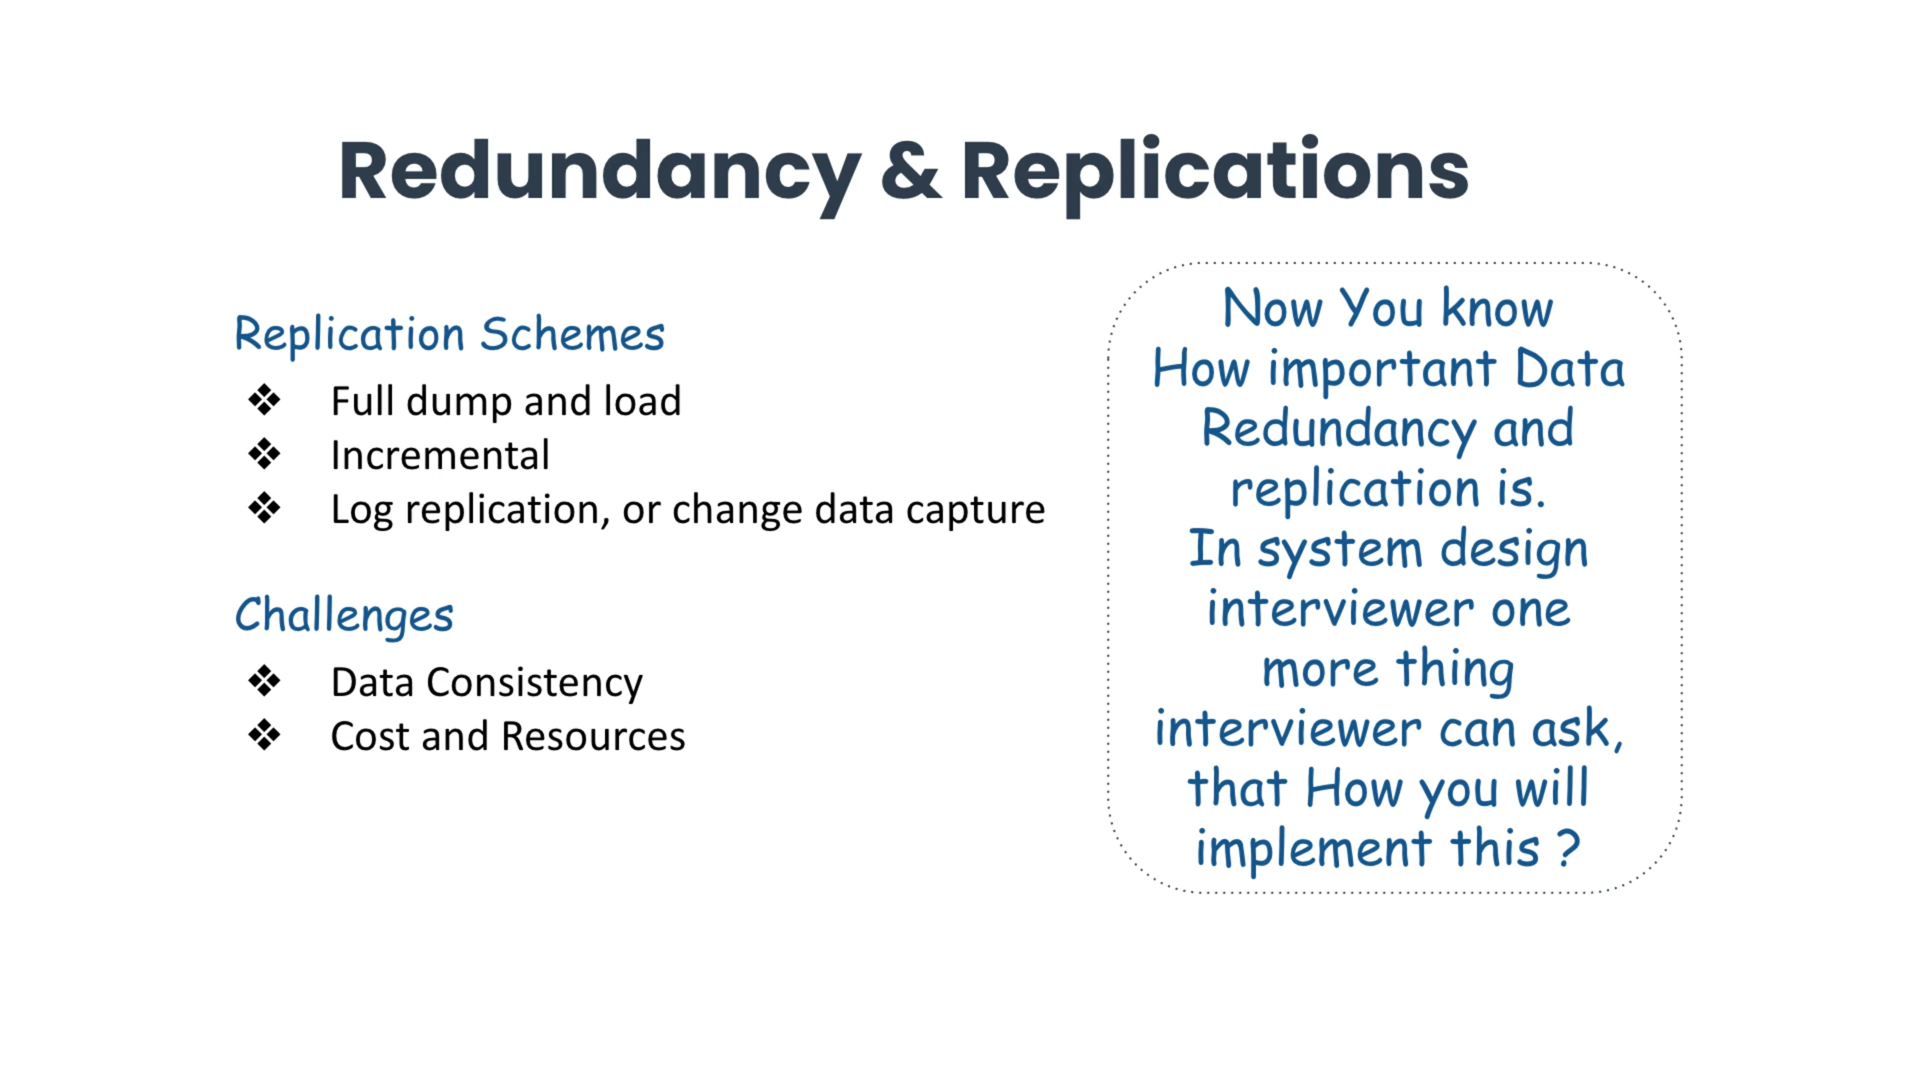 Redundancy & Replications
Replication Schemes
❖ Full dump and load
❖ Incremental
❖ Log replication, or change data capture
Challenges
❖ Data Consistency
❖ Cost and Resources
Now You know
How important Data
Redundancy and
replication is.
In system design
interviewer one
more thing
interviewer can ask,
that How you will
implement this ?